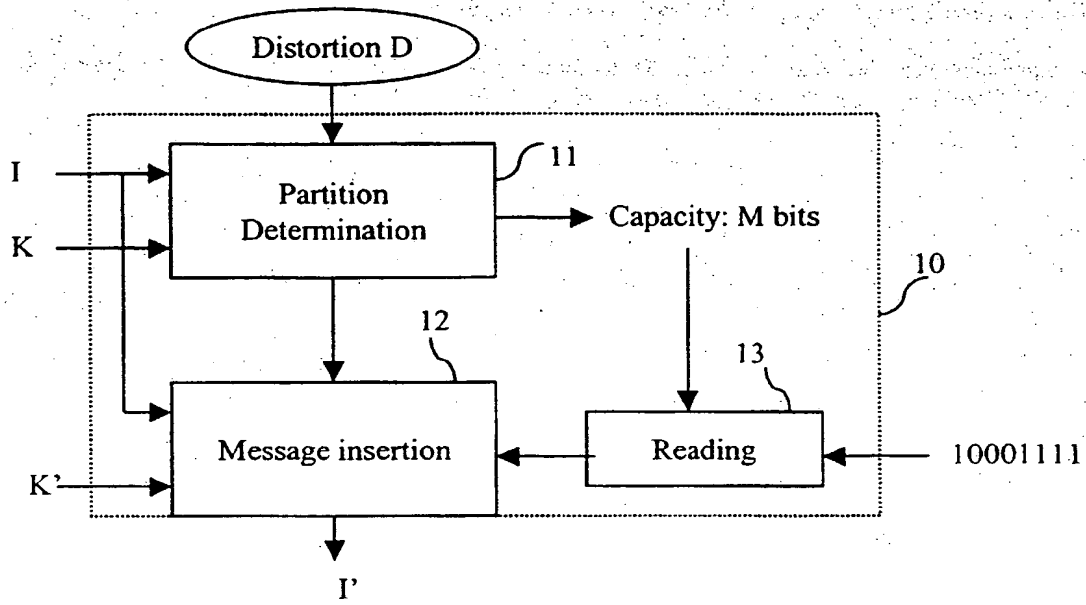 Distortion D
I
11
Partition
Determination
Capacity: M bits
K
10
12
13
Message insertion
Reading
10001111
K'
I'